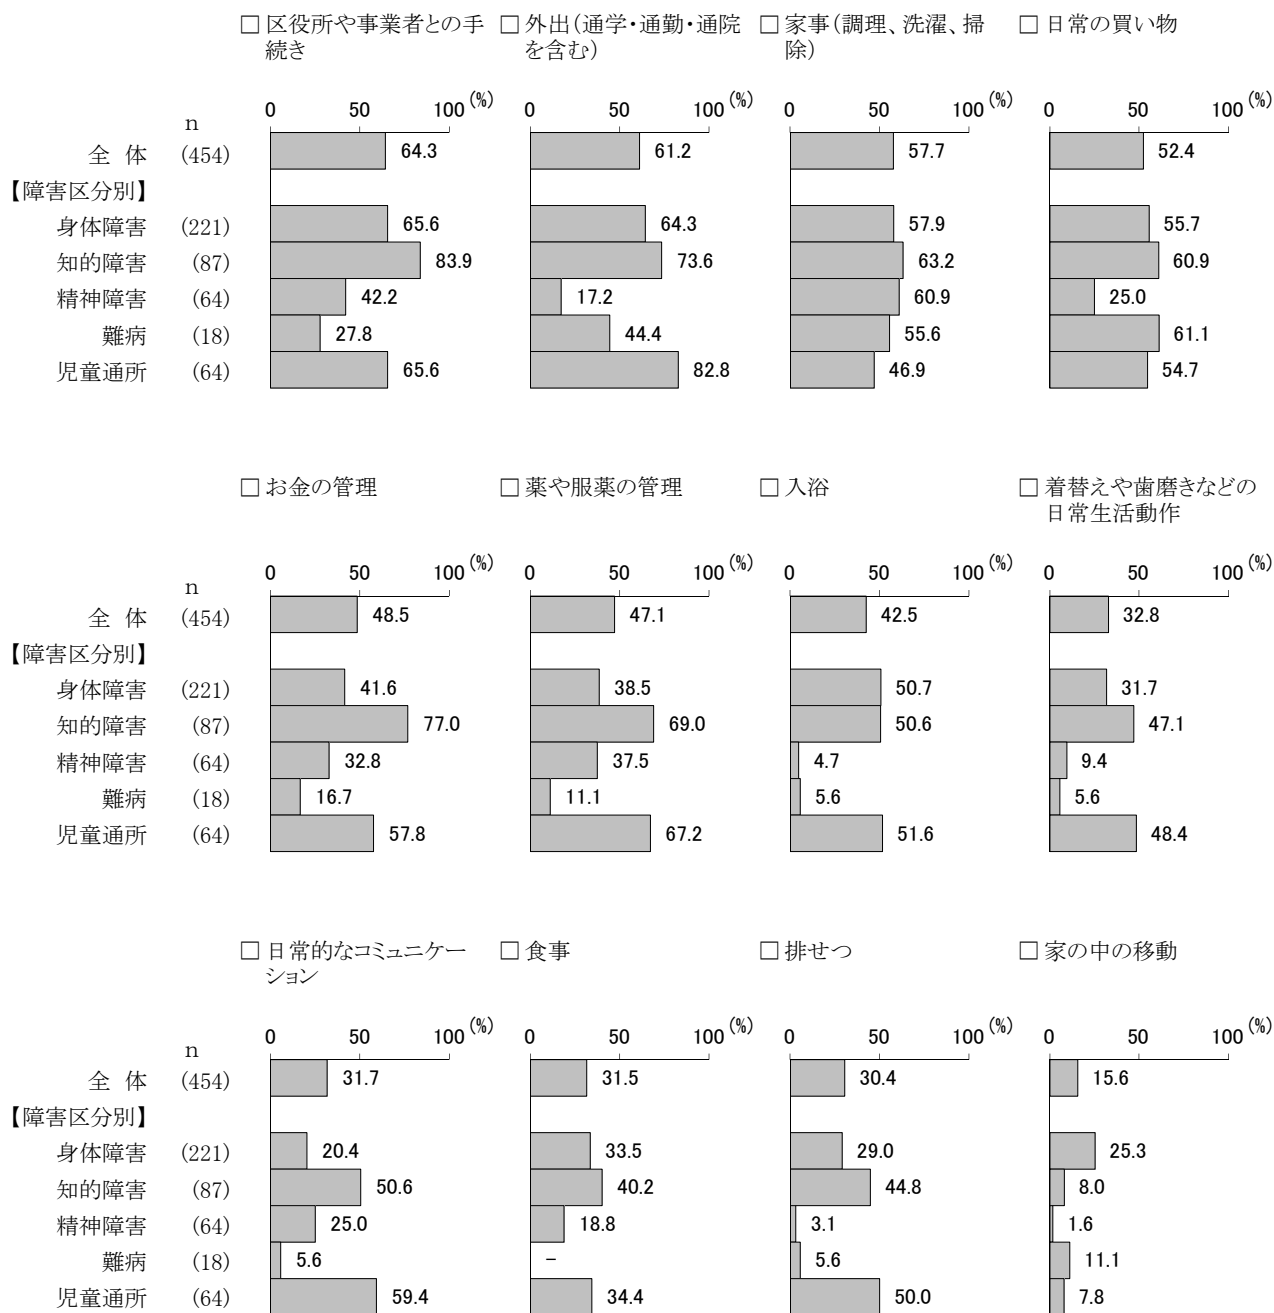 □ 区役所や事業者との手続き
□ 外出(通学・通勤・通院を含む)
□ 家事(調理、洗濯、掃除)
□ 日常の買い物
0 50 100 (%) 0 50 100 (%) 0 50 100 (%) 0 50 100 (%)
n
全 体 (454) 64.3 61.2 57.7 52.4
【障害区分別】
身体障害 (221) 65.6 64.3 57.9 55.7
知的障害 (87) 83.9 73.6 63.2 60.9
精神障害 (64) 42.2 17.2 60.9 25.0
難病 (18) 27.8 44.4 55.6 61.1
児童通所 (64) 65.6 82.8 46.9 54.7
□ お金の管理
□ 薬や服薬の管理
□ 入浴
□ 着替えや歯磨きなどの日常生活動作
0 50 100 (%) 0 50 100 (%) 0 50 100 (%) 0 50 100 (%)
n
全 体 (454) 48.5 47.1 42.5 32.8
【障害区分別】
身体障害 (221) 41.6 38.5 50.7 31.7
知的障害 (87) 77.0 69.0 50.6 47.1
精神障害 (64) 32.8 37.5 4.7 9.4
難病 (18) 16.7 11.1 5.6 5.6
児童通所 (64) 57.8 67.2 51.6 48.4
□ 日常的なコミュニケーション
□ 食事
□ 排せつ
□ 家の中の移動
0 50 100 (%) 0 50 100 (%) 0 50 100 (%) 0 50 100 (%)
n
全 体 (454) 31.7 31.5 30.4 15.6
【障害区分別】
身体障害 (221) 20.4 33.5 29.0 25.3
知的障害 (87) 50.6 40.2 44.8 8.0
精神障害 (64) 25.0 18.8 3.1 1.6
難病 (18) 5.6 － 5.6 11.1
児童通所 (64) 59.4 34.4 50.0 7.8